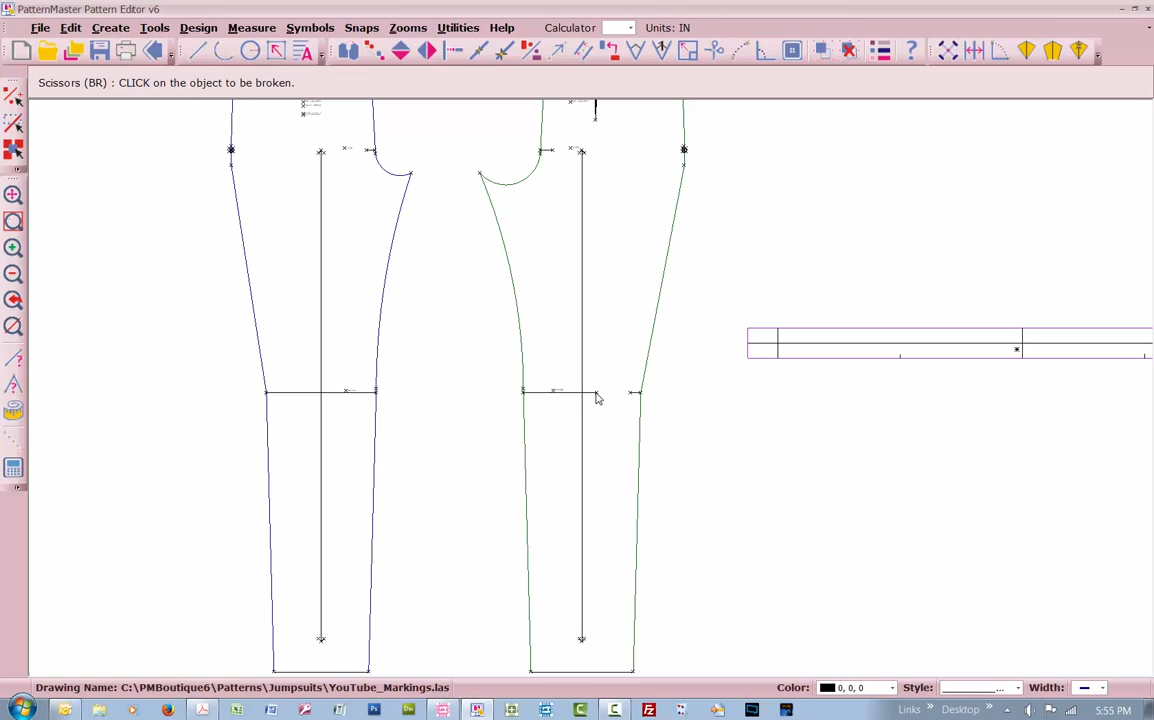 PatternMaster Pattern Editor v6
File Edit Create Tools Design Measure Symbols Snaps Zooms Utilities Help Calculator Units: IN
Scissors (BR) : CLICK on the object to be broken.
Drawing Name: C:\PMBoutique6\Patterns\Jumpsuits\YouTube_Markings.las Color: 0, 0, 0 Style: ... Width:
Links Desktop 5:55 PM